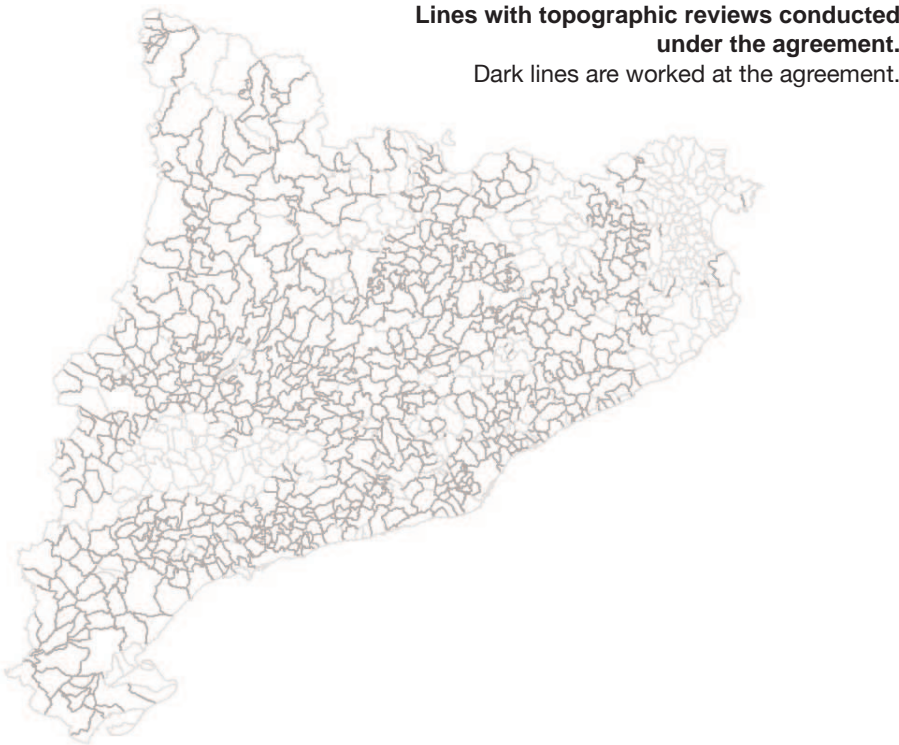 Lines with topographic reviews conducted
under the agreement.
Dark lines are worked at the agreement.